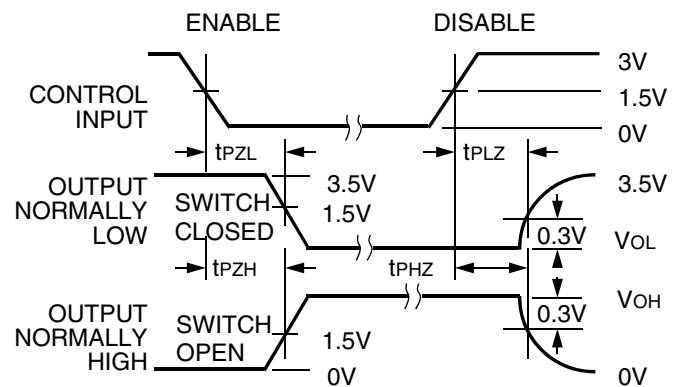 ENABLE DISABLE
CONTROL
INPUT
3V
1.5V
0V
tPZL
tPLZ
OUTPUT
NORMALLY
LOW
SWITCH
CLOSED
3.5V
1.5V
3.5V
0.3V
VOL
tPZH
tPHZ
OUTPUT
NORMALLY
HIGH
SWITCH
OPEN
1.5V
0V
VOH
0.3V
0V